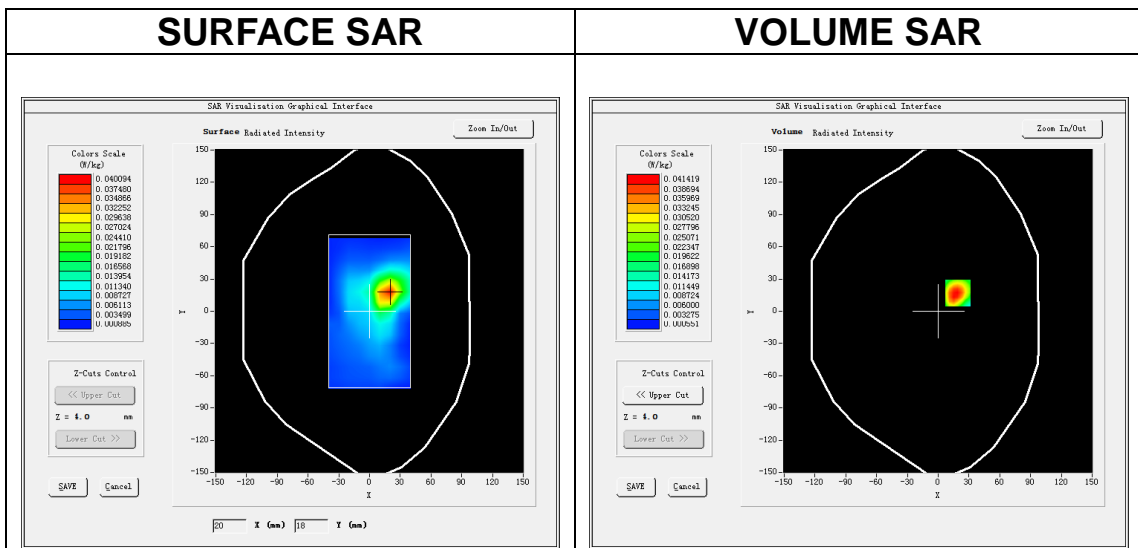 SURFACE SAR
VOLUME SAR
SAR Visualisation Graphical Interface
Surface Radiated Intensity
Zoom In/Out
Colors Scale
(W/kg)
0.040094
0.037480
0.034866
0.032252
0.029638
0.027024
0.024410
0.021796
0.019182
0.016568
0.013954
0.011340
0.008727
0.006113
0.003499
0.000885
Z-Cuts Control
<< Upper Cut
Z = 4.0 mm
Lower Cut >>
SAVE Cancel
150
120
90
60
30
0
-30
-60
-90
-120
-150
Y
-150 -120 -90 -60 -30 0 30 60 90 120 150
X
20 X (mm) 18 Y (mm)
SAR Visualisation Graphical Interface
Volume Radiated Intensity
Zoom In/Out
Colors Scale
(W/kg)
0.041419
0.038694
0.035969
0.033245
0.030520
0.027795
0.025071
0.022347
0.019622
0.016898
0.014173
0.011449
0.008724
0.006000
0.003275
0.000551
Z-Cuts Control
<< Upper Cut
Z = 4.0 mm
Lower Cut >>
SAVE Cancel
150
120
90
60
30
0
-30
-60
-90
-120
-150
Y
-150 -120 -90 -60 -30 0 30 60 90 120 150
X